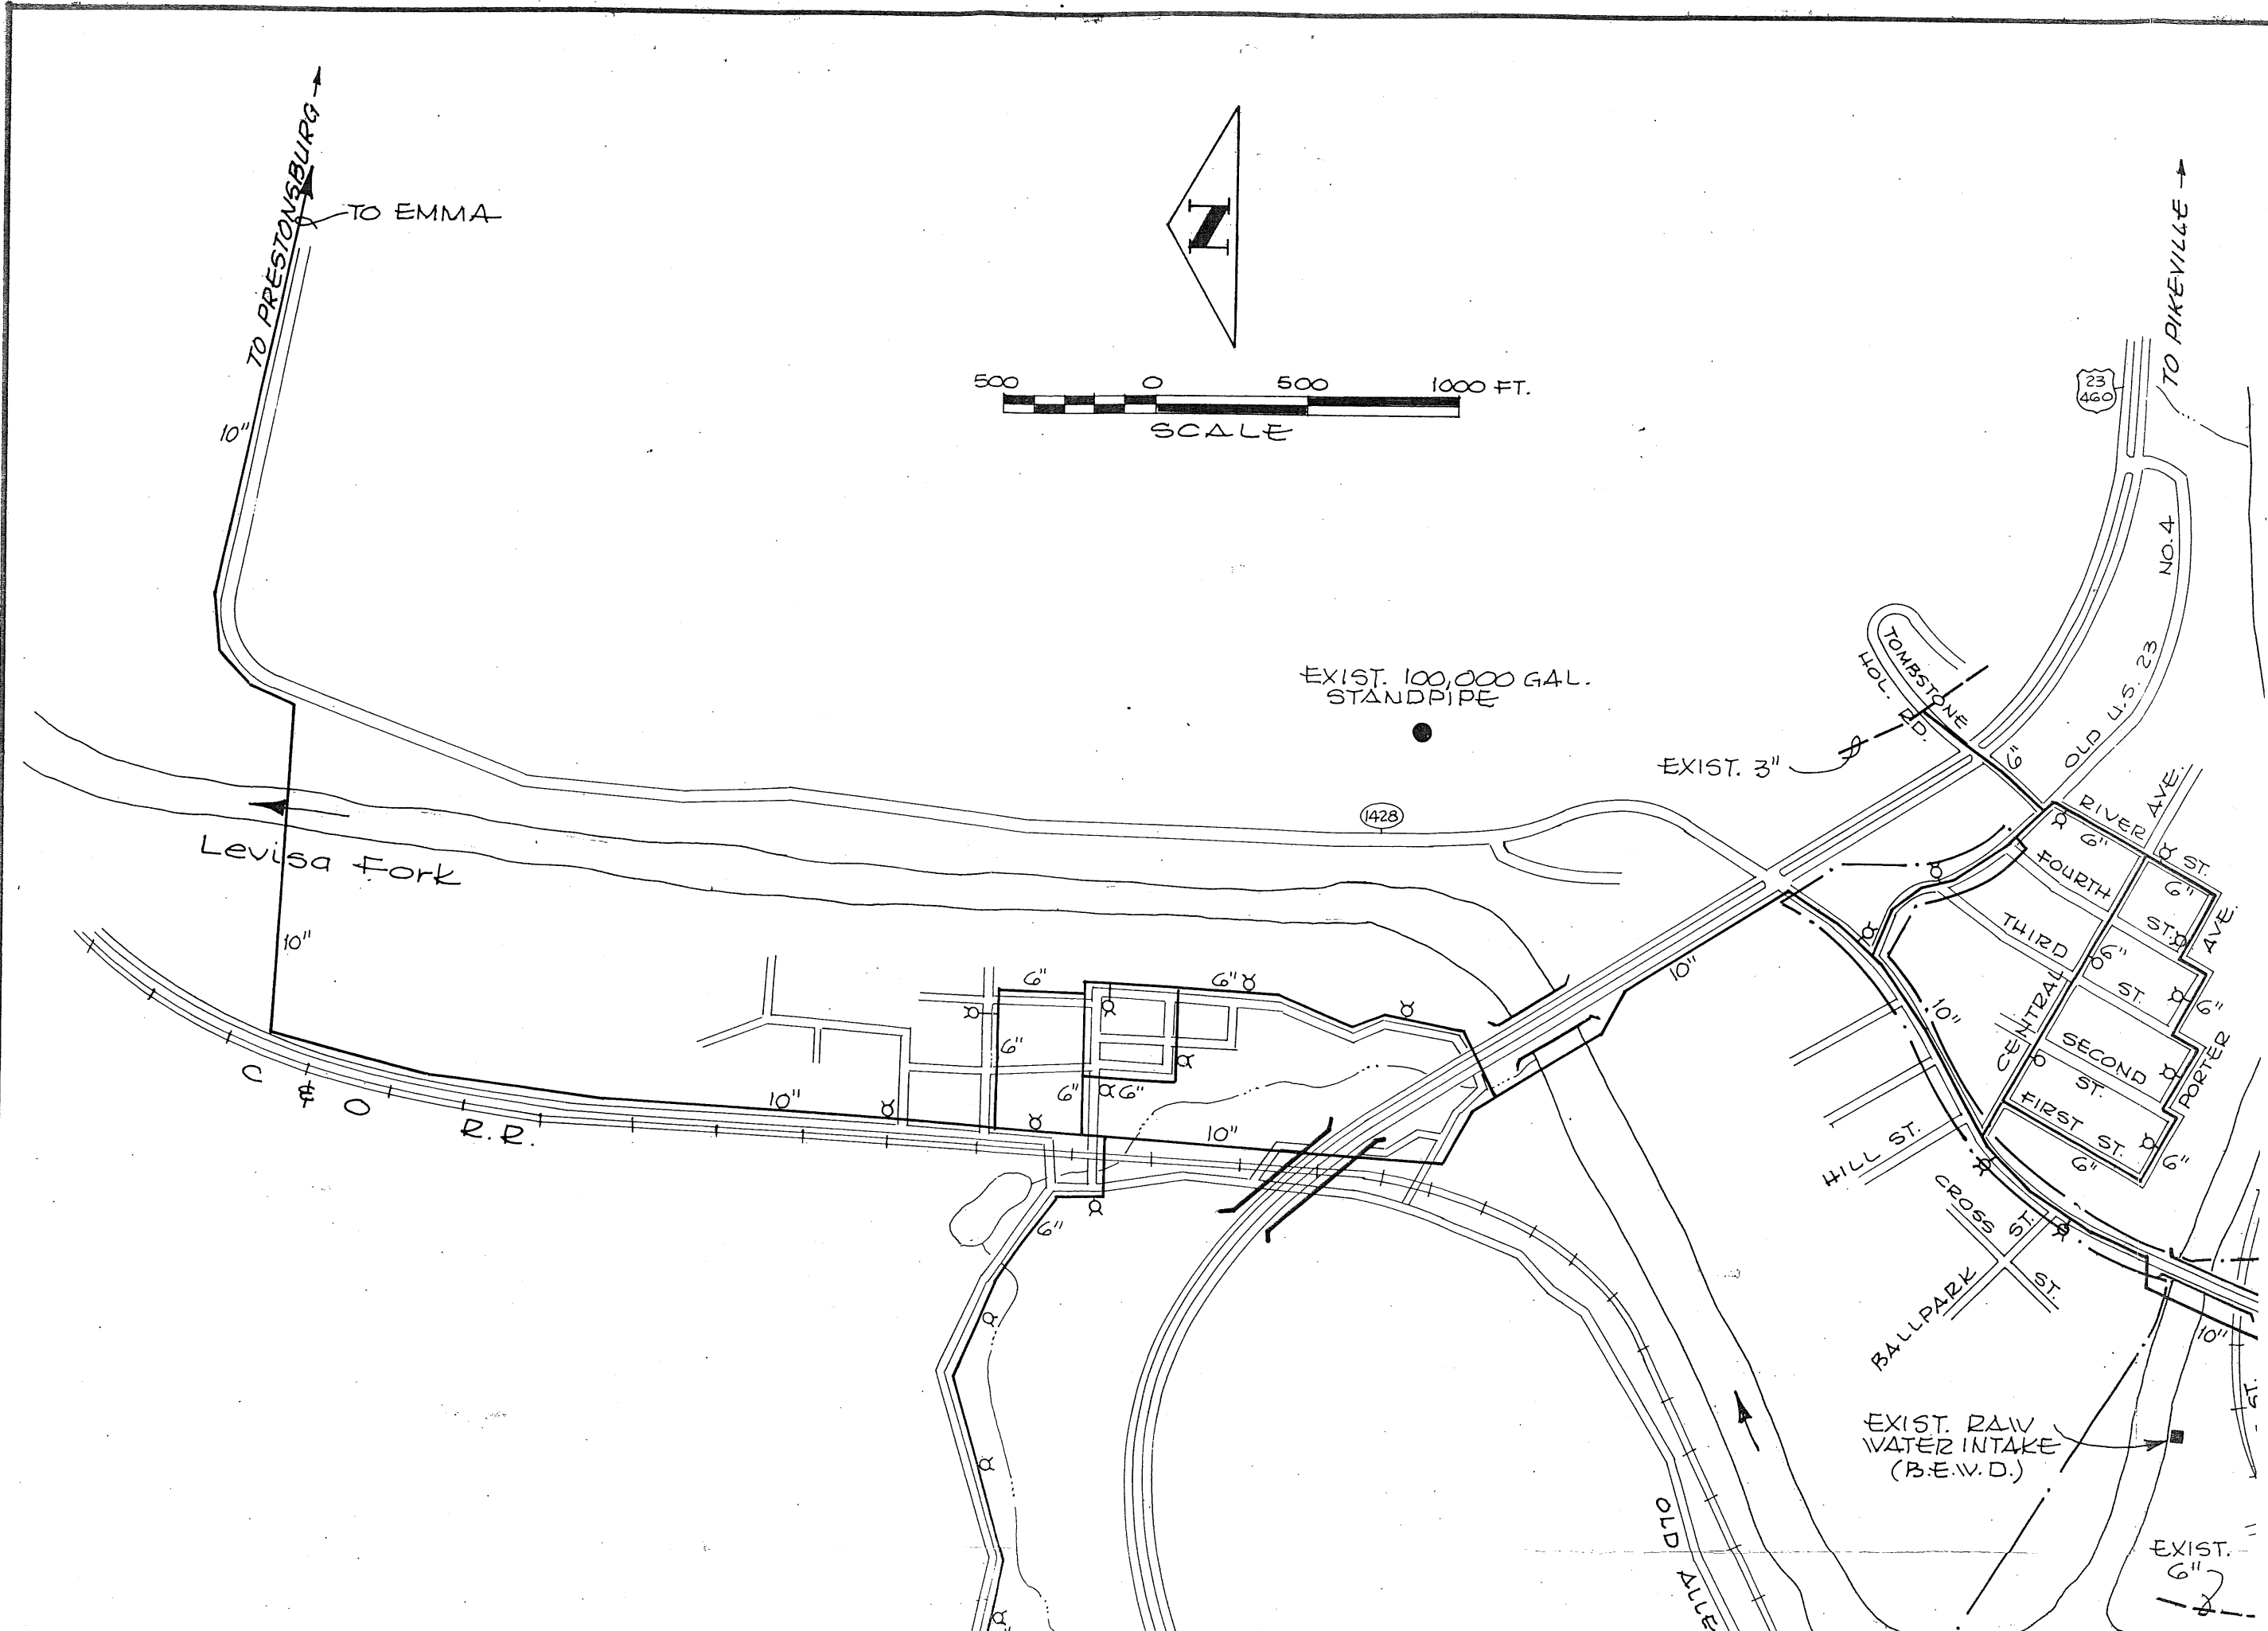 TO PRESTONSBURG
TO EMMA
N
500 0 500 1000 FT.
SCALE
TO PIKEVILLE
23
460
10"
NO. 4
OLD U.S. 23
TOMBSTONE
HOL. RD.
EXIST. 100,000 GAL.
STANDPIPE
EXIST. 3"
6"
1428
RIVER ST.
AVE.
6"
FOURTH ST.
6"
AVE.
Levisa Fork
THIRD ST.
6"
10"
10"
6"
6"
10"
CENTRAL
6"
PORTER
SECOND ST.
6"
6"
6"
C & O R.R.
10"
10"
FIRST ST.
6"
6"
HILL ST.
CROSS ST.
ST.
BALLPARK
6"
10"
ST.
EXIST. RAW
WATER INTAKE
(B.E.W.D.)
OLD ALLE
EXIST.
6"